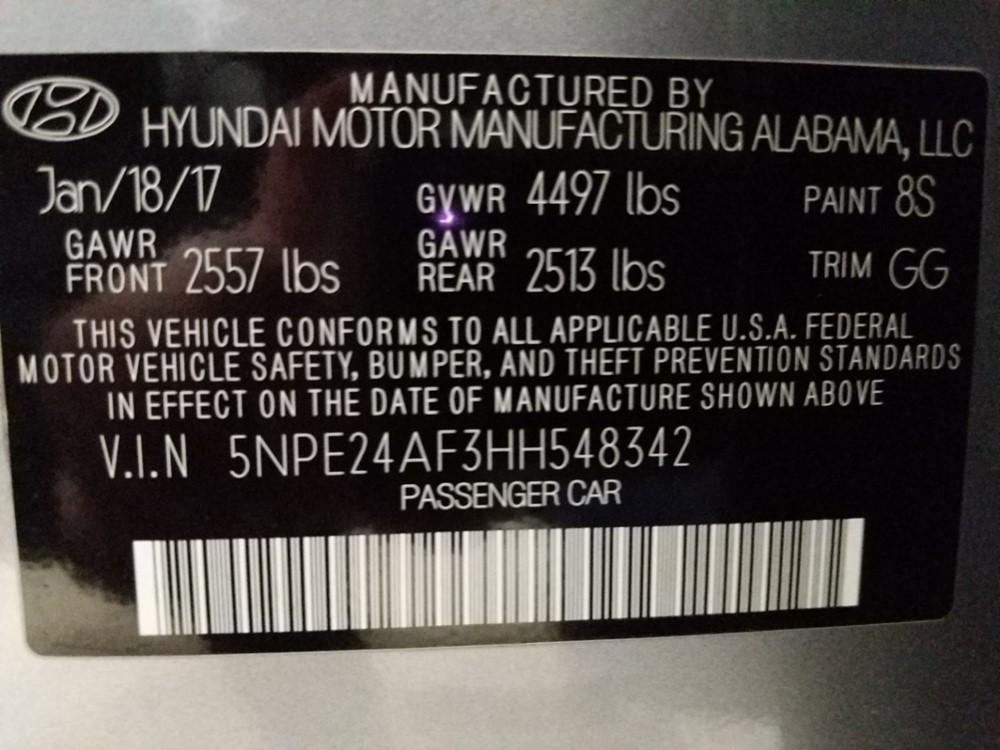 MANUFACTURED BY
HYUNDAI MOTOR MANUFACTURING ALABAMA, LLC
Jan/18/17 GVWR 4497 lbs PAINT 8S
GAWR FRONT 2557 lbs GAWR REAR 2513 lbs TRIM GG
THIS VEHICLE CONFORMS TO ALL APPLICABLE U.S.A. FEDERAL
MOTOR VEHICLE SAFETY, BUMPER, AND THEFT PREVENTION STANDARDS
IN EFFECT ON THE DATE OF MANUFACTURE SHOWN ABOVE
V.I.N 5NPE24AF3HH548342
PASSENGER CAR